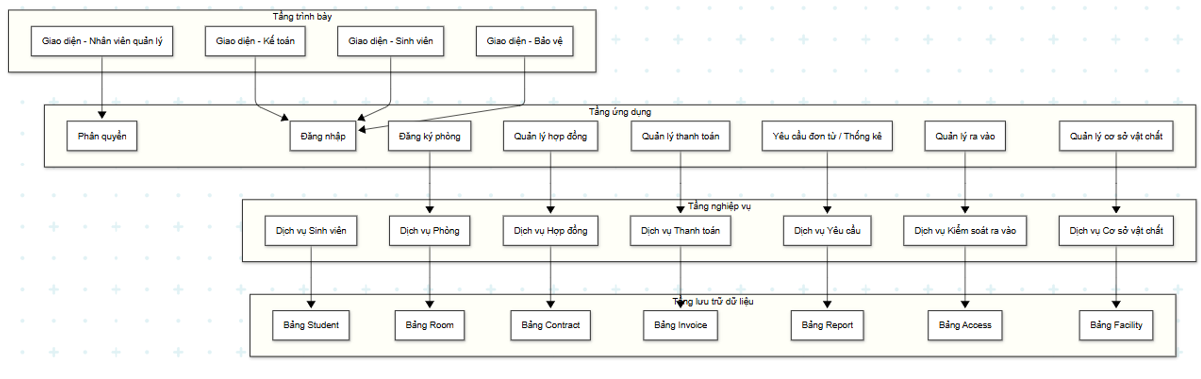 Tầng trình bày
Giao diện - Nhân viên quản lý
Giao diện - Kế toán
Giao diện - Sinh viên
Giao diện - Bảo vệ
Tầng ứng dụng
Phân quyền
Đăng nhập
Đăng ký phòng
Quản lý hợp đồng
Quản lý thanh toán
Yêu cầu đơn từ / Thống kê
Quản lý ra vào
Quản lý cơ sở vật chất
Tầng nghiệp vụ
Dịch vụ Sinh viên
Dịch vụ Phòng
Dịch vụ Hợp đồng
Dịch vụ Thanh toán
Dịch vụ Yêu cầu
Dịch vụ Kiểm soát ra vào
Dịch vụ Cơ sở vật chất
Tầng lưu trữ dữ liệu
Bảng Student
Bảng Room
Bảng Contract
Bảng Invoice
Bảng Report
Bảng Access
Bảng Facility